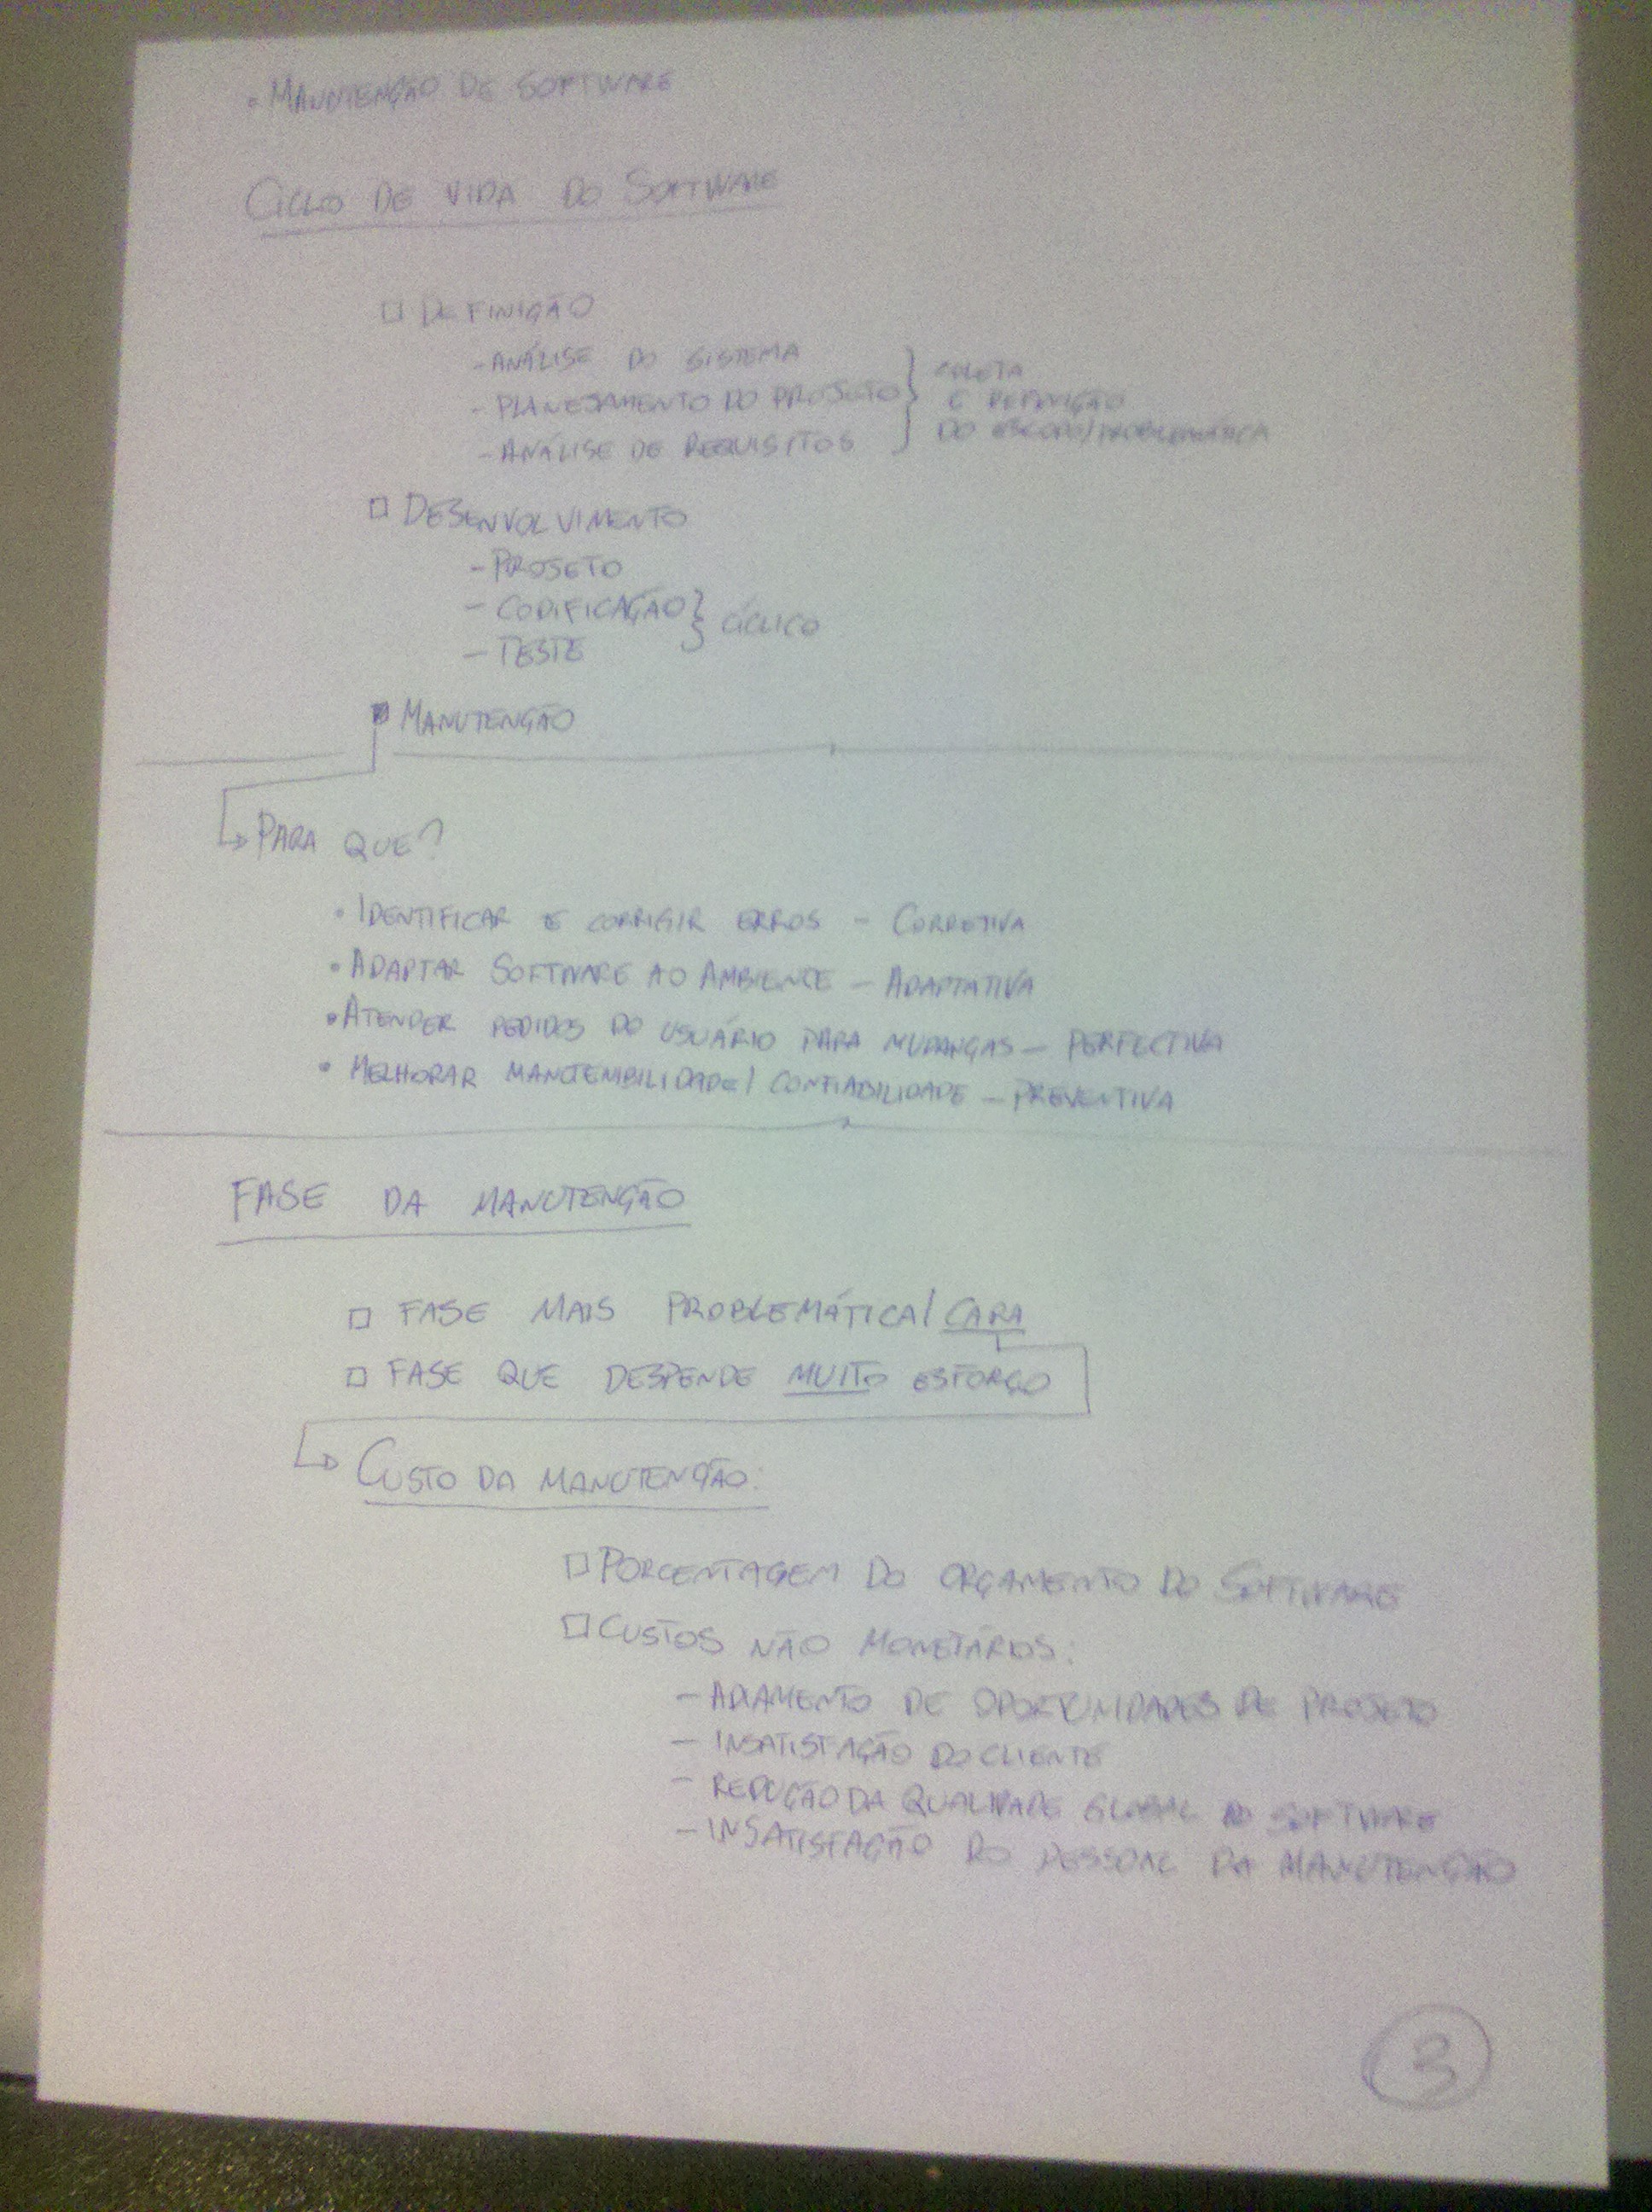 • MANUTENÇÃO DE SOFTWARE
CICLO DE VIDA DO SOFTWARE
□ DEFINIÇÃO
- ANÁLISE DO SISTEMA
- PLANEJAMENTO DO PROJETO
- ANÁLISE DE REQUISITOS
} COLETA
E DEFINIÇÃO
DO ESCOPO/PROBLEMÁTICA
□ DESENVOLVIMENTO
- PROJETO
- CODIFICAÇÃO
- TESTE
} CÍCLICO
■ MANUTENÇÃO
↳ PARA QUE?
• IDENTIFICAR E CORRIGIR ERROS - CORRETIVA
• ADAPTAR SOFTWARE AO AMBIENTE - ADAPTATIVA
• ATENDER PEDIDOS DO USUÁRIO PARA MUDANÇAS - PERFECTIVA
• MELHORAR MANUTENIBILIDADE/CONFIABILIDADE - PREVENTIVA
FASE DA MANUTENÇÃO
□ FASE MAIS PROBLEMÁTICA/CARA
□ FASE QUE DESPENDE MUITO ESFORÇO
↳ CUSTO DA MANUTENÇÃO:
□ PORCENTAGEM DO ORÇAMENTO DO SOFTWARE
□ CUSTOS NÃO MONETÁRIOS:
- ADIAMENTO DE OPORTUNIDADES DE PROJETO
- INSATISFAÇÃO DO CLIENTE
- REDUÇÃO DA QUALIDADE GLOBAL DO SOFTWARE
- INSATISFAÇÃO DO PESSOAL DA MANUTENÇÃO
3